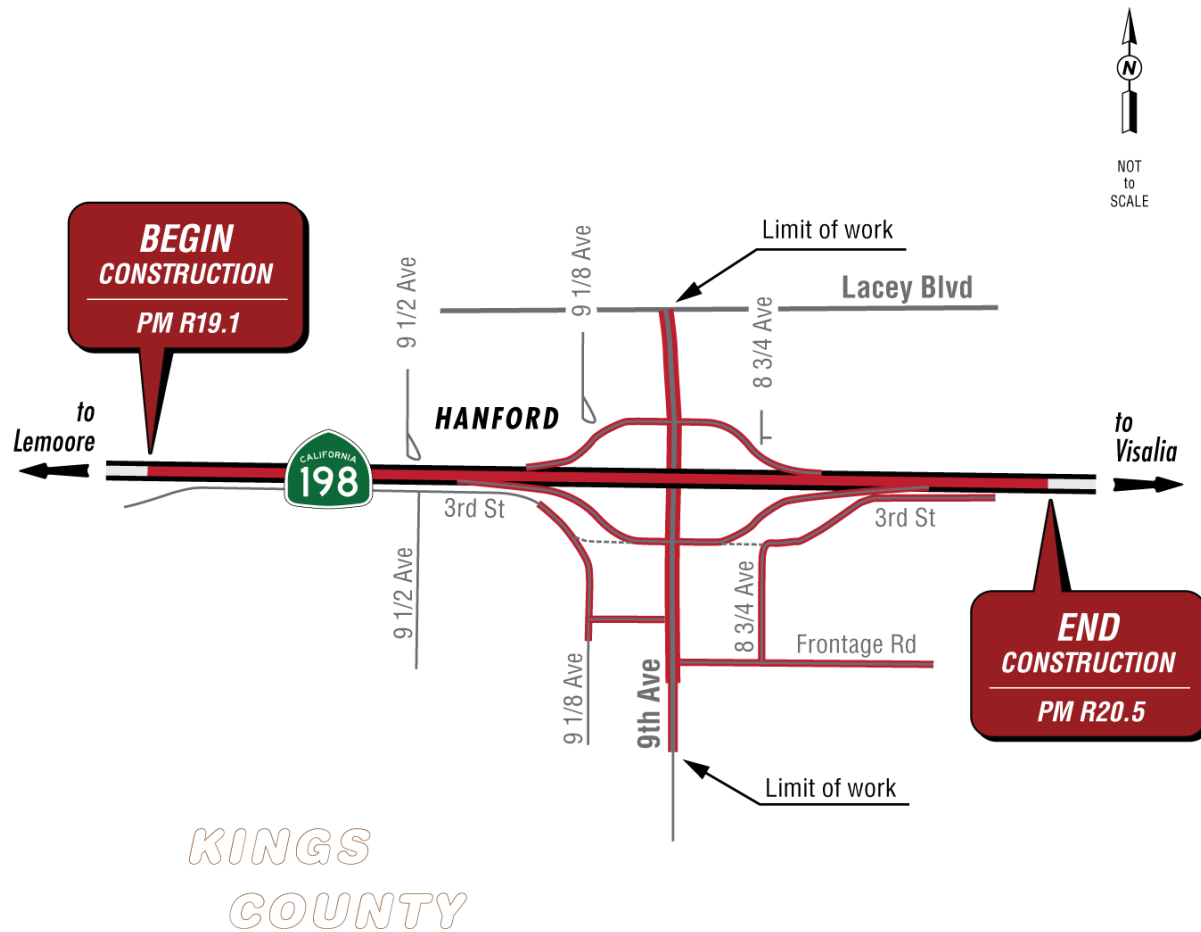 N
NOT
to
SCALE
BEGIN
CONSTRUCTION
PM R19.1
Limit of work
Lacey Blvd
9 1/2 Ave
9 1/8 Ave
8 3/4 Ave
to
Lemoore
HANFORD
to
Visalia
CALIFORNIA
198
3rd St
3rd St
9 1/2 Ave
9 1/8 Ave
9th Ave
8 3/4 Ave
Frontage Rd
END
CONSTRUCTION
PM R20.5
Limit of work
KINGS
COUNTY